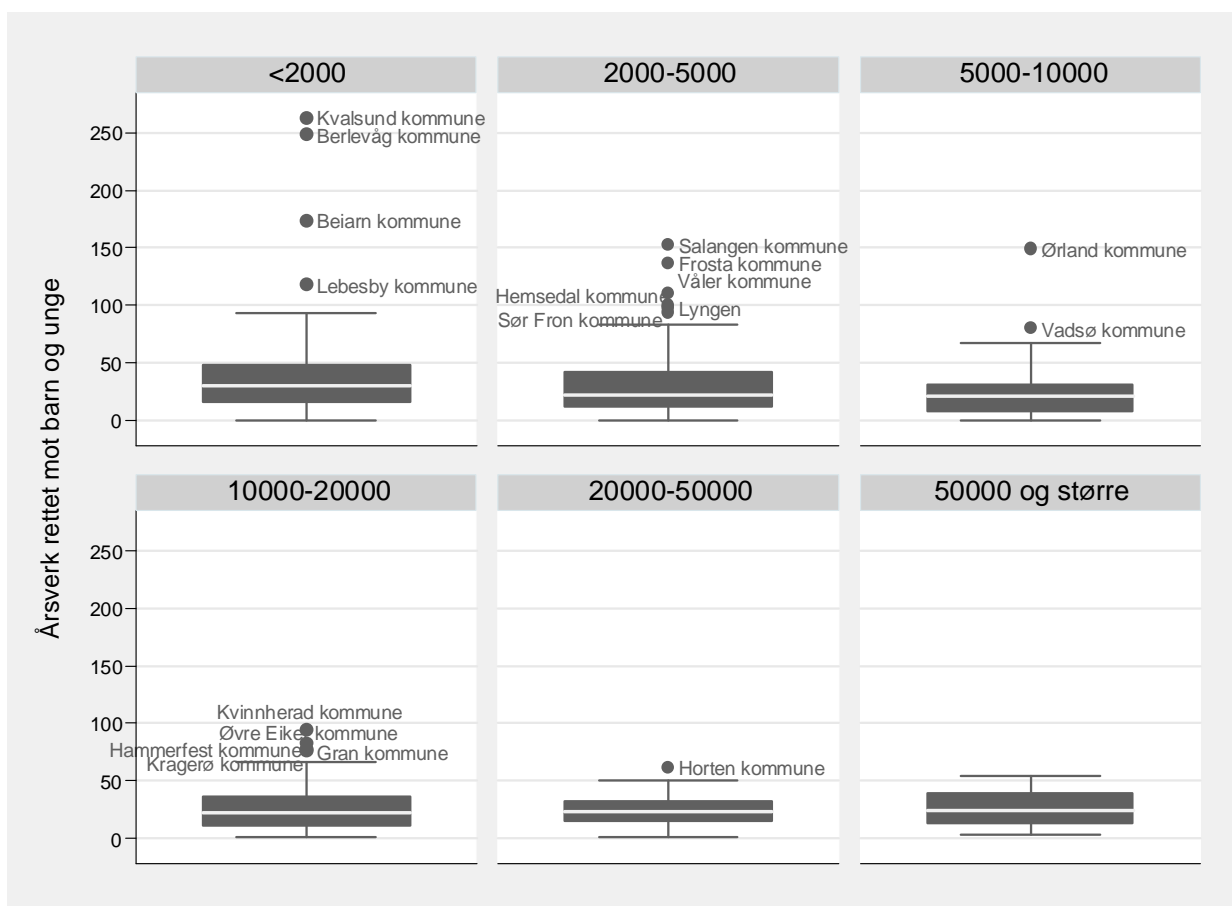 Årsverk rettet mot barn og unge
<2000
2000-5000
5000-10000
250
200
150
100
50
0
Kvalsund kommune
Berlevåg kommune
Beiarn kommune
Lebesby kommune
Salangen kommune
Frosta kommune
Våler kommune
Hemsedal kommune
Lyngen
Sør Fron kommune
Ørland kommune
Vadsø kommune
10000-20000
20000-50000
50000 og større
250
200
150
100
50
0
Kvinnherad kommune
Øvre Eiker kommune
Hammerfest kommune
Gran kommune
Kragerø kommune
Horten kommune